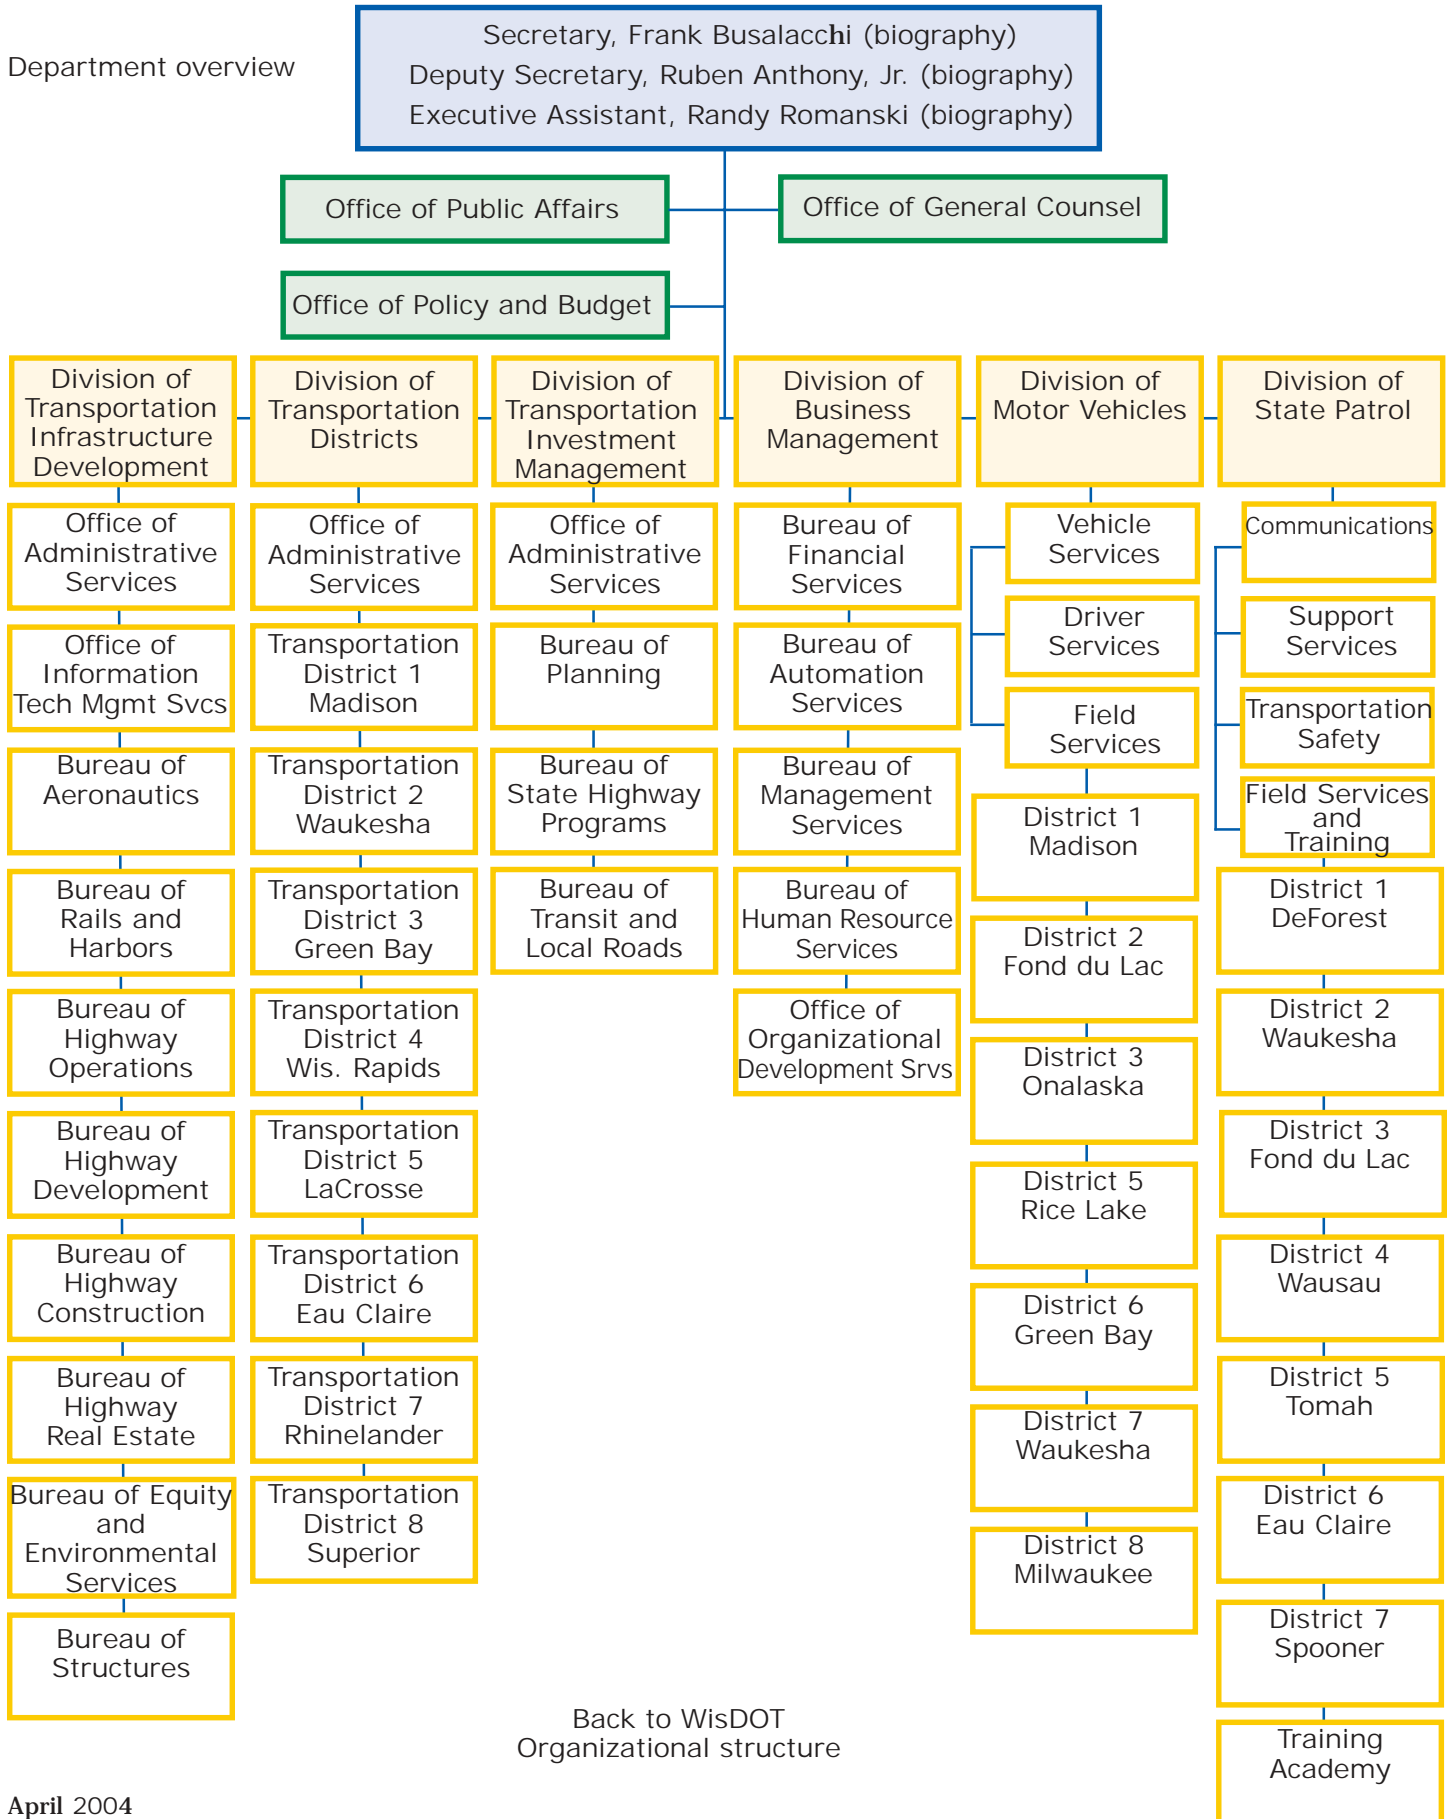 Department overview
Secretary, Frank Busalacchi (biography)
Deputy Secretary, Ruben Anthony, Jr. (biography)
Executive Assistant, Randy Romanski (biography)
Office of Public Affairs
Office of General Counsel
Office of Policy and Budget
Division of
Transportation
Infrastructure
Development
Office of
Administrative
Services
Office of
Information
Tech Mgmt Svcs
Bureau of
Aeronautics
Bureau of
Rails and
Harbors
Bureau of
Highway
Operations
Bureau of
Highway
Development
Bureau of
Highway
Construction
Bureau of
Highway
Real Estate
Bureau of Equity
and
Environmental
Services
Bureau of
Structures
Division of
Transportation
Districts
Office of
Administrative
Services
Transportation
District 1
Madison
Transportation
District 2
Waukesha
Transportation
District 3
Green Bay
Transportation
District 4
Wis. Rapids
Transportation
District 5
LaCrosse
Transportation
District 6
Eau Claire
Transportation
District 7
Rhinelander
Transportation
District 8
Superior
Division of
Transportation
Investment
Management
Office of
Administrative
Services
Bureau of
Planning
Bureau of
State Highway
Programs
Bureau of
Transit and
Local Roads
Division of
Business
Management
Bureau of
Financial
Services
Bureau of
Automation
Services
Bureau of
Management
Services
Bureau of
Human Resource
Services
Office of
Organizational
Development Srvs
Division of
Motor Vehicles
Vehicle
Services
Driver
Services
Field
Services
District 1
Madison
District 2
Fond du Lac
District 3
Onalaska
District 5
Rice Lake
District 6
Green Bay
District 7
Waukesha
District 8
Milwaukee
Division of
State Patrol
Communications
Support
Services
Transportation
Safety
Field Services
and
Training
District 1
DeForest
District 2
Waukesha
District 3
Fond du Lac
District 4
Wausau
District 5
Tomah
District 6
Eau Claire
District 7
Spooner
Training
Academy
Back to WisDOT
Organizational structure
April 2004